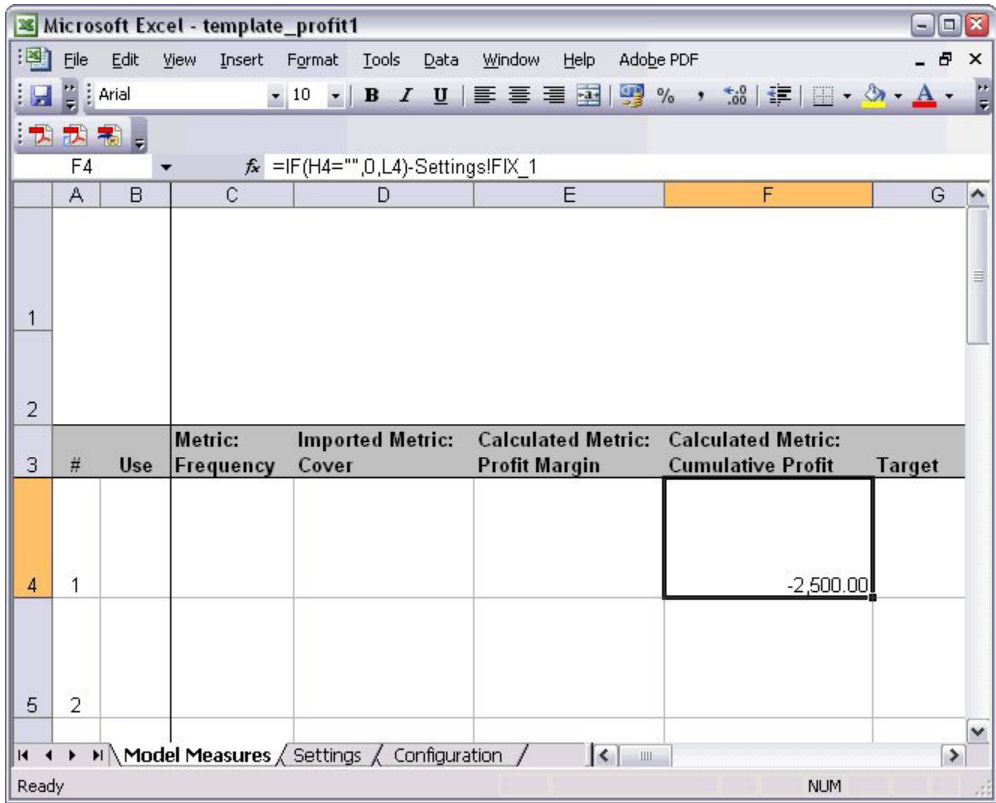 Microsoft Excel - template_profit1
File Edit View Insert Format Tools Data Window Help Adobe PDF
Arial 10 B I U % ,
F4 fx =IF(H4="",0,L4)-Settings!FIX_1
A B C D E F G
1
2
3 # Use Metric: Frequency Imported Metric: Cover Calculated Metric: Profit Margin Calculated Metric: Cumulative Profit Target
4 1 -2,500.00
5 2
Model Measures Settings Configuration
Ready NUM